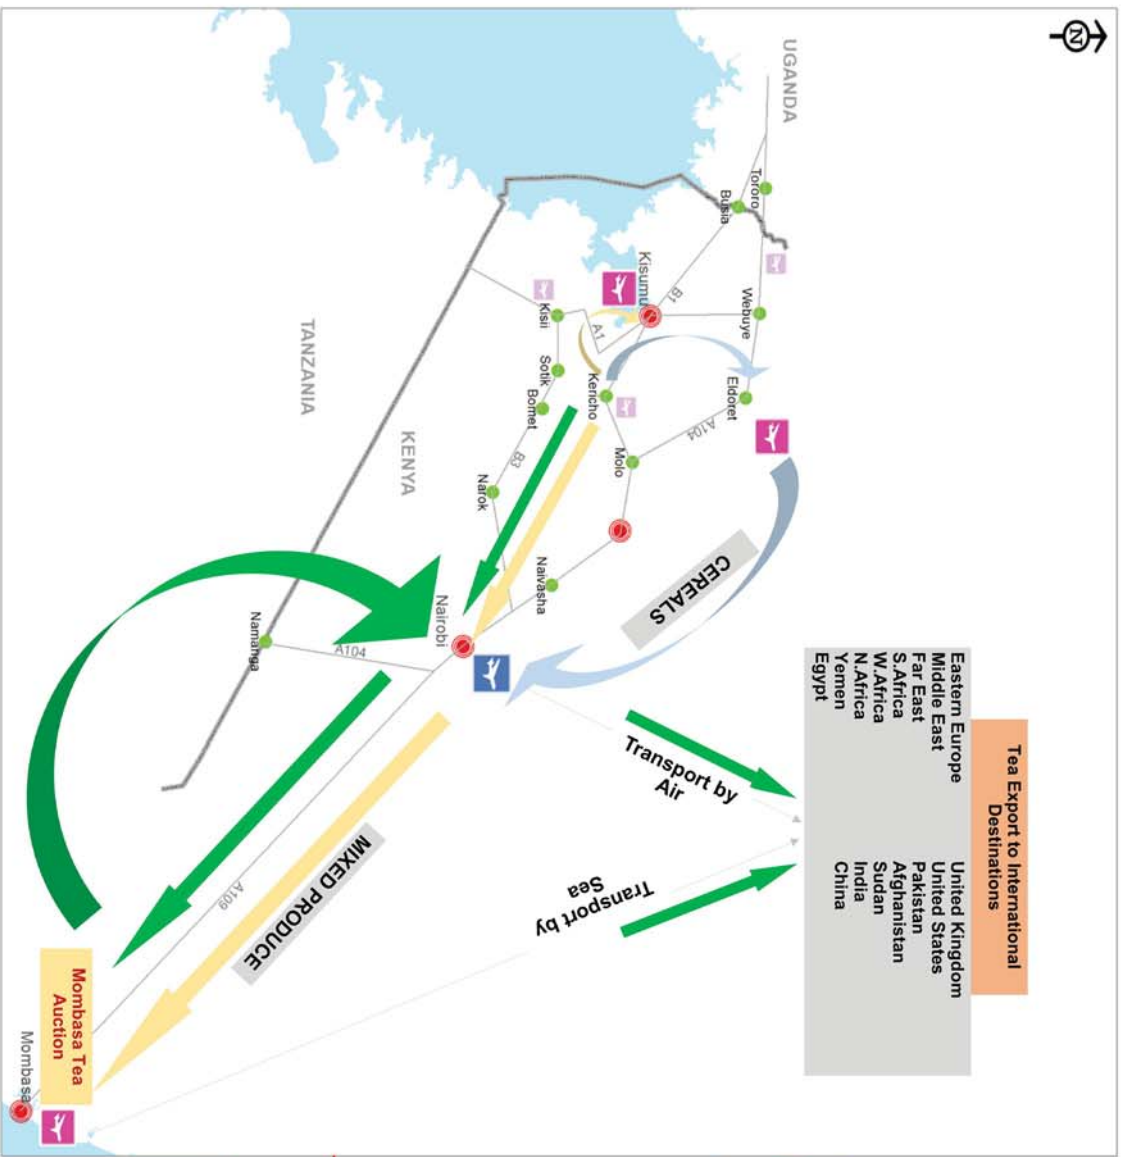 N
UGANDA
Tororo
Busia
Webuye
Kisumu
B1
Eldoret
A104
A1
Kisii
Kericho
Sotik
Bomet
Molo
B3
Narok
Naivasha
TANZANIA
KENYA
CEREALS
Nairobi
Namanga
A104
Tea Export to International
Destinations
Eastern Europe
Middle East
Far East
S.Africa
W.Africa
N.Africa
Yemen
Egypt
United Kingdom
United States
Pakistan
Afghanistan
Sudan
India
China
Transport by
Air
Transport by
Sea
MIXED PRODUCE
A109
Mombasa Tea
Auction
Mombasa